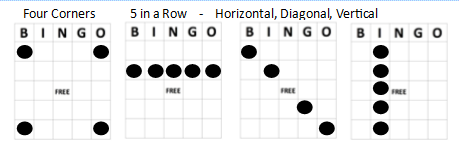 Four Corners 5 in a Row - Horizontal, Diagonal, Vertical
B I N G O B I N G O B I N G O B I N G O
FREE FREE FREE FREE